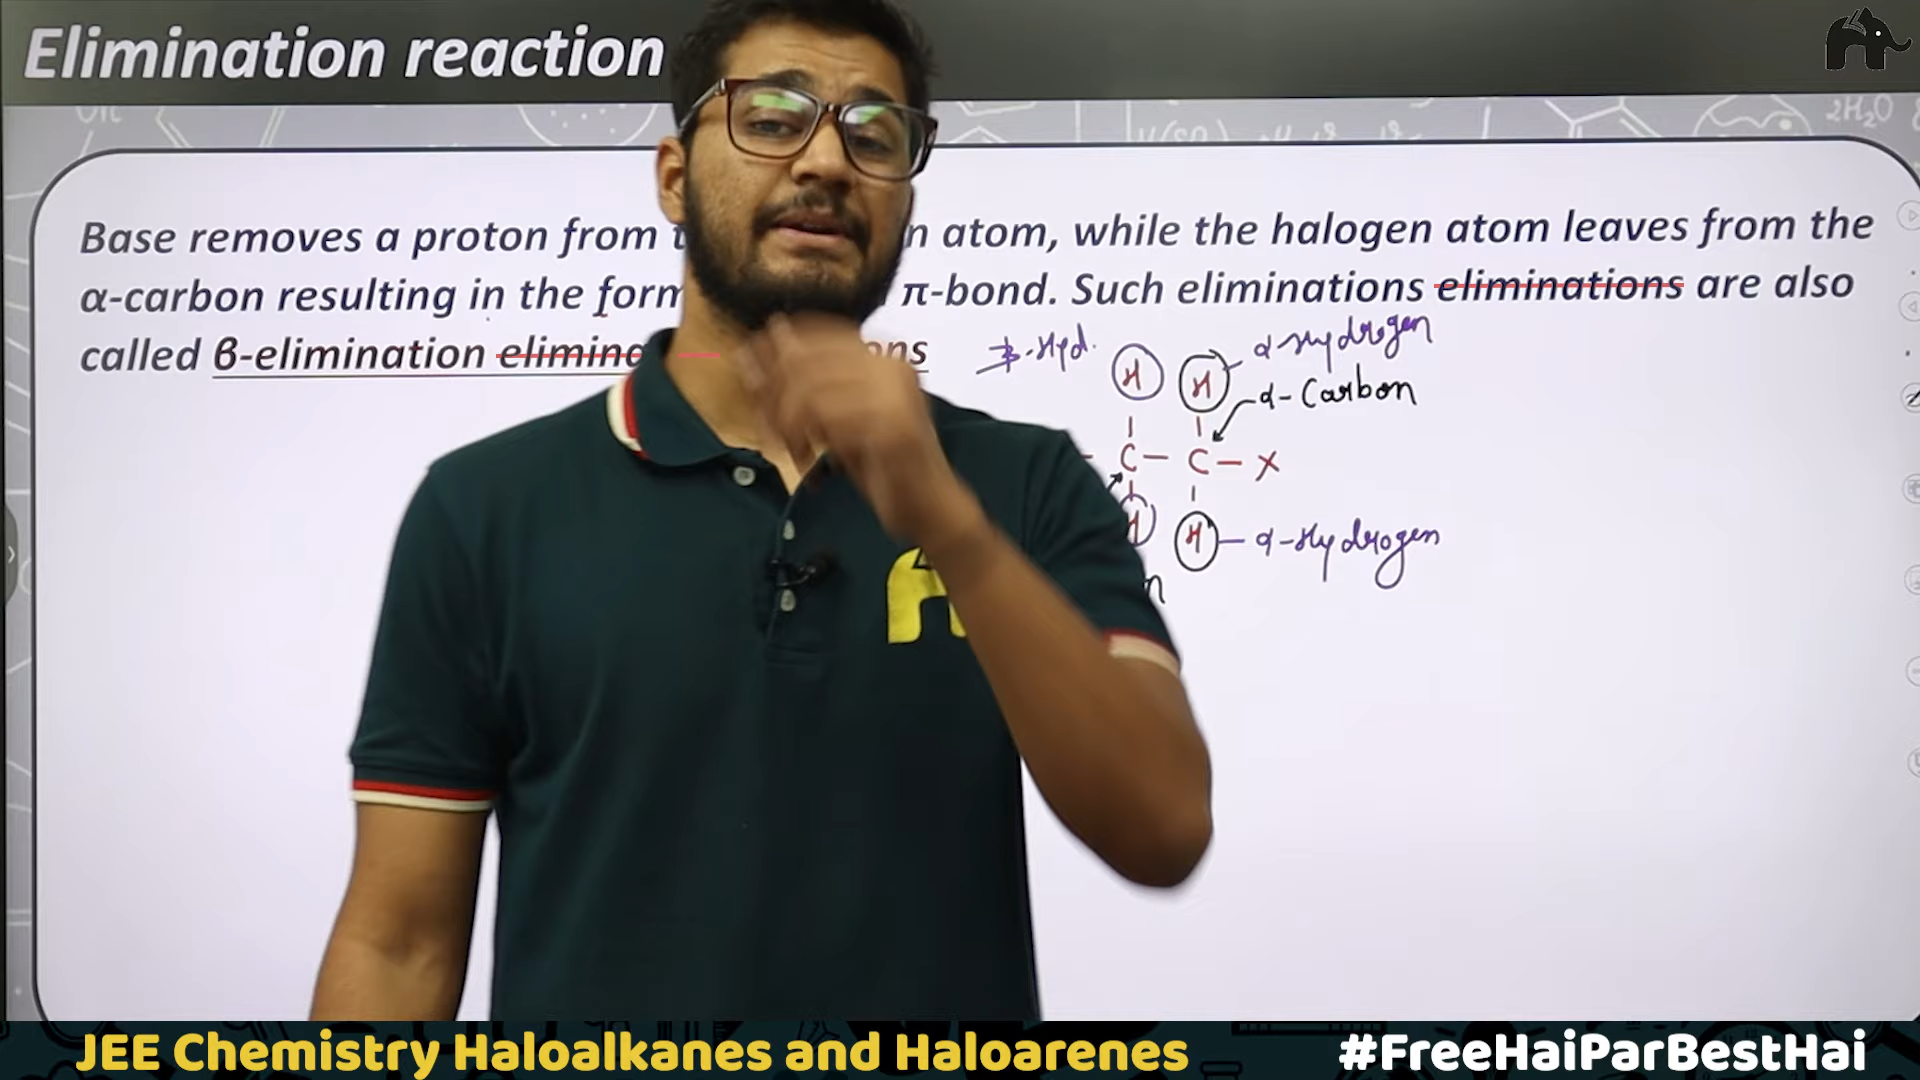 Elimination reaction
2H₂O
Base removes a proton from n atom, while the halogen atom leaves from the
α-carbon resulting in the form π-bond. Such eliminations eliminations are also
called β-elimination elimina ons
β-Hyd. H H α-Hydrogen
α-Carbon
C - C - X
H H - α-Hydrogen
n
JEE Chemistry Haloalkanes and Haloarenes #FreeHaiParBestHai